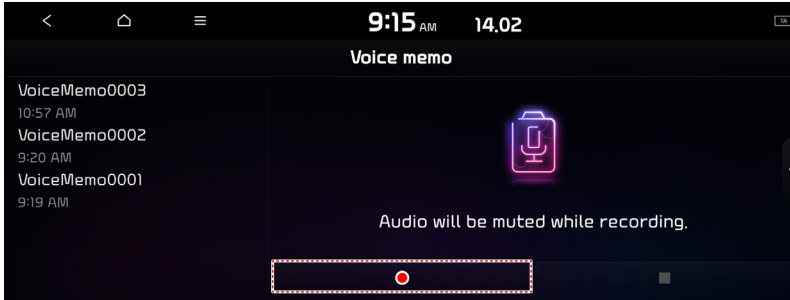 9:15 AM 14.02 TA
Voice memo
VoiceMemo0003
10:57 AM
VoiceMemo0002
9:20 AM
VoiceMemo0001
9:19 AM
Audio will be muted while recording.